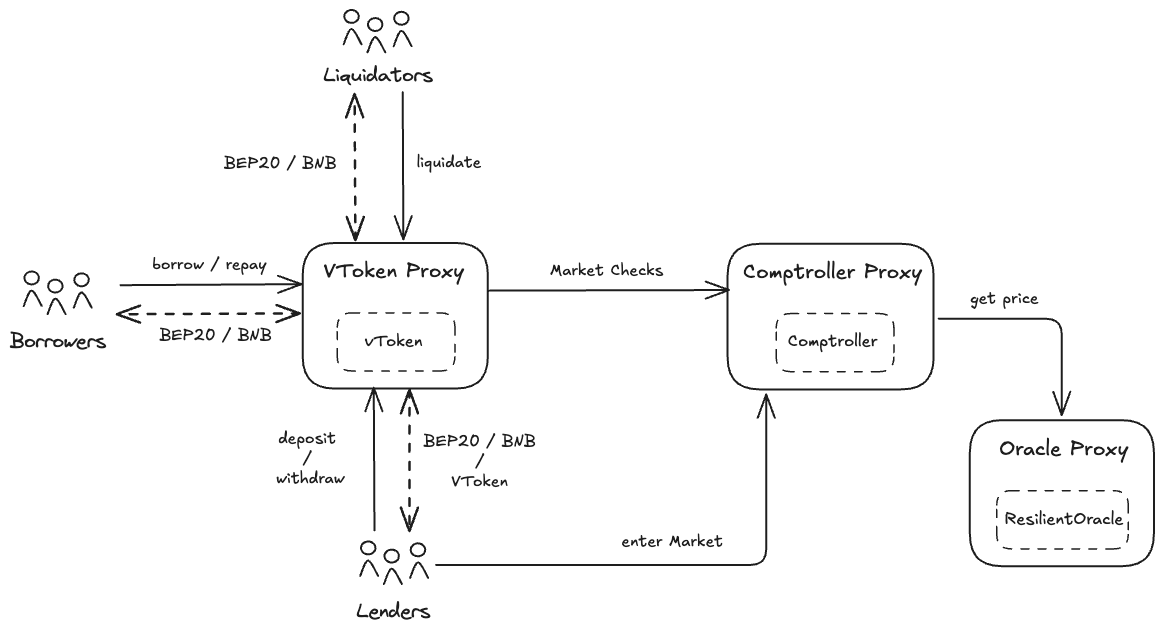 Liquidators
BEP20 / BNB
liquidate
borrow / repay
BEP20 / BNB
Borrowers
VToken Proxy
vToken
Market Checks
Comptroller Proxy
Comptroller
get price
Oracle Proxy
ResilientOracle
deposit
/
withdraw
BEP20 / BNB
/
VToken
enter Market
Lenders